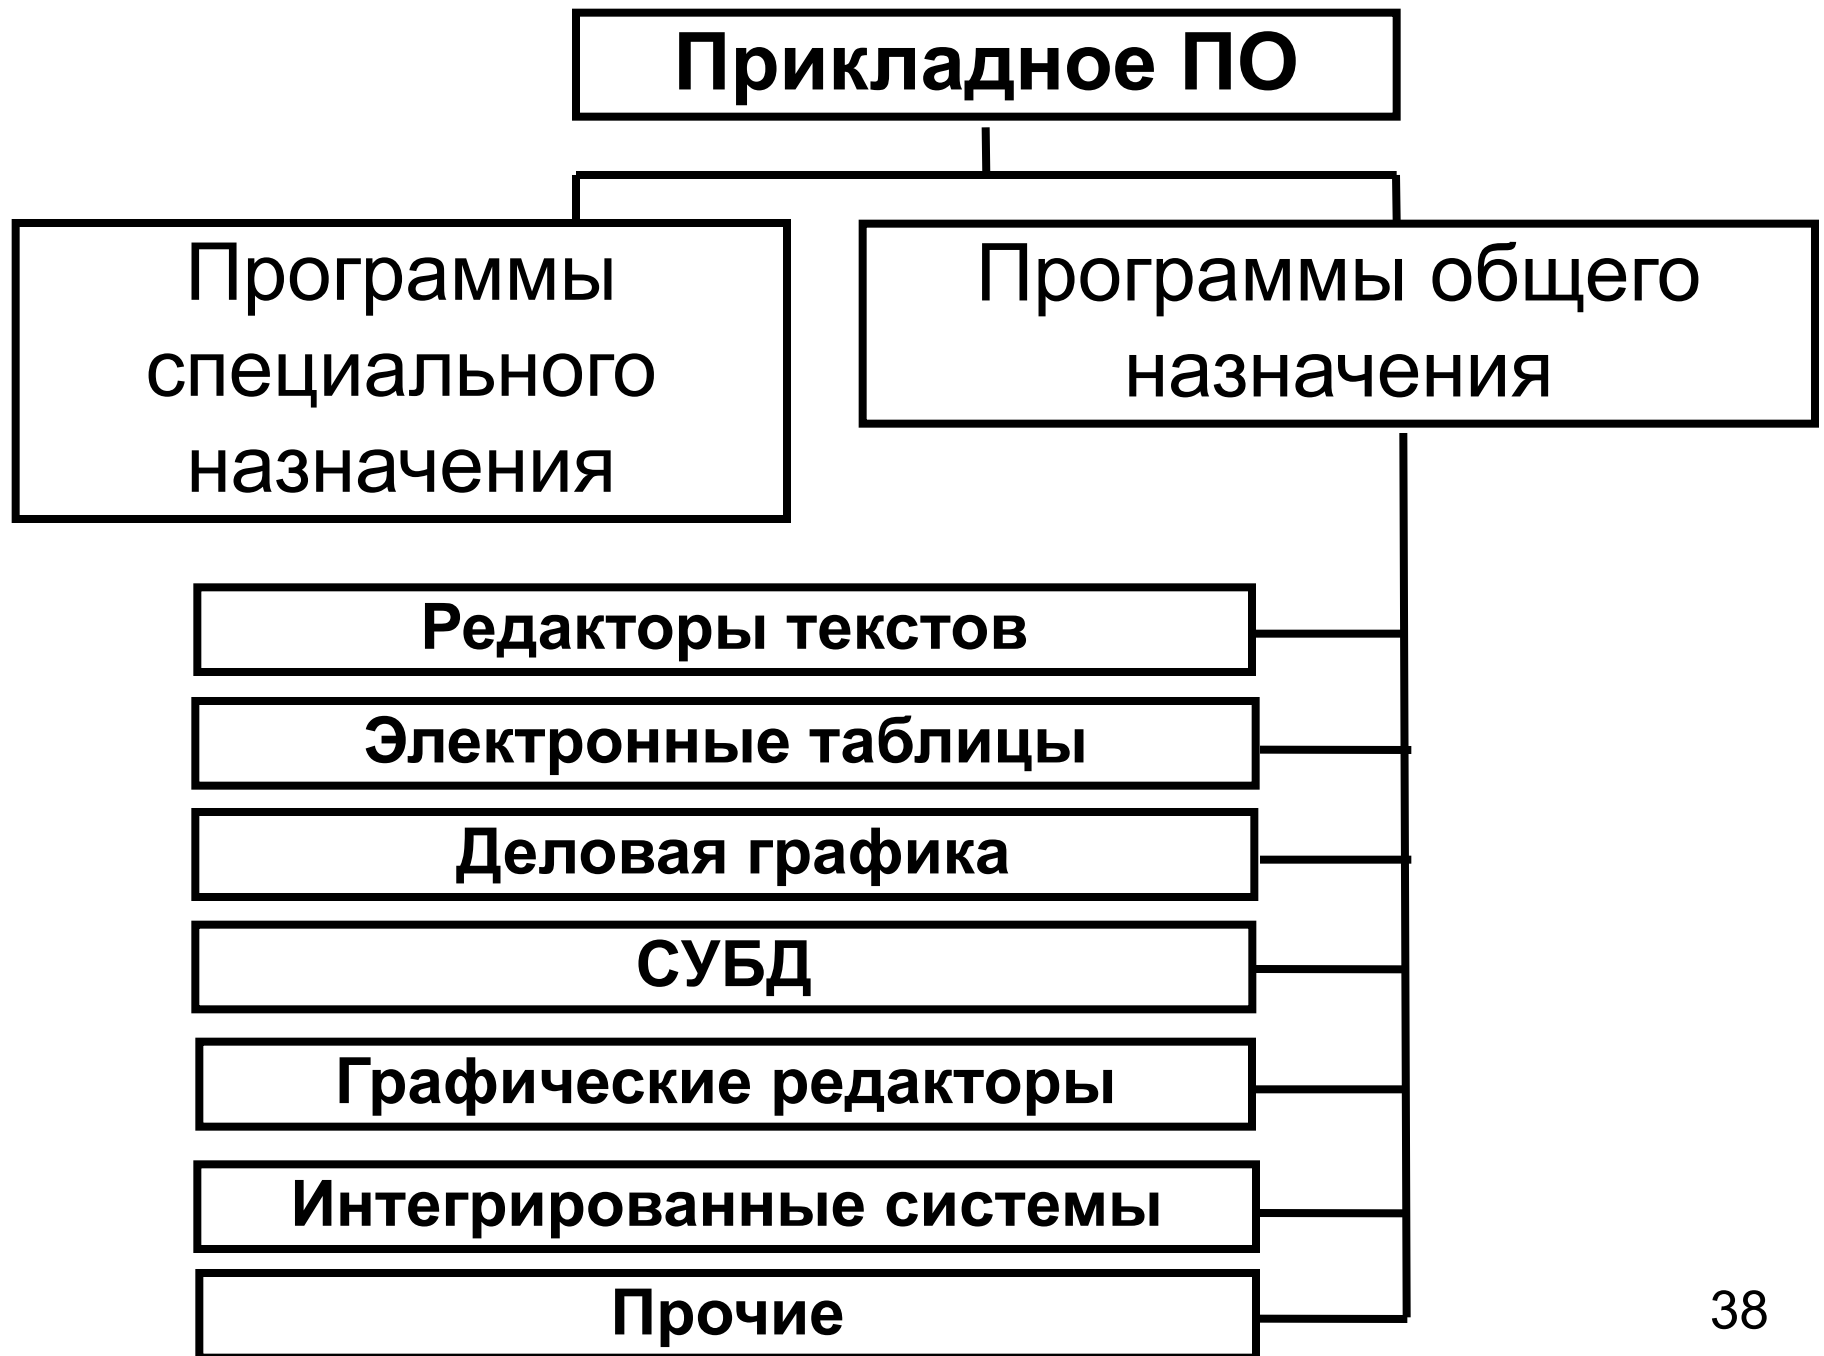 Прикладное ПО
Программы
специального
назначения
Программы общего
назначения
Редакторы текстов
Электронные таблицы
Деловая графика
СУБД
Графические редакторы
Интегрированные системы
Прочие
38